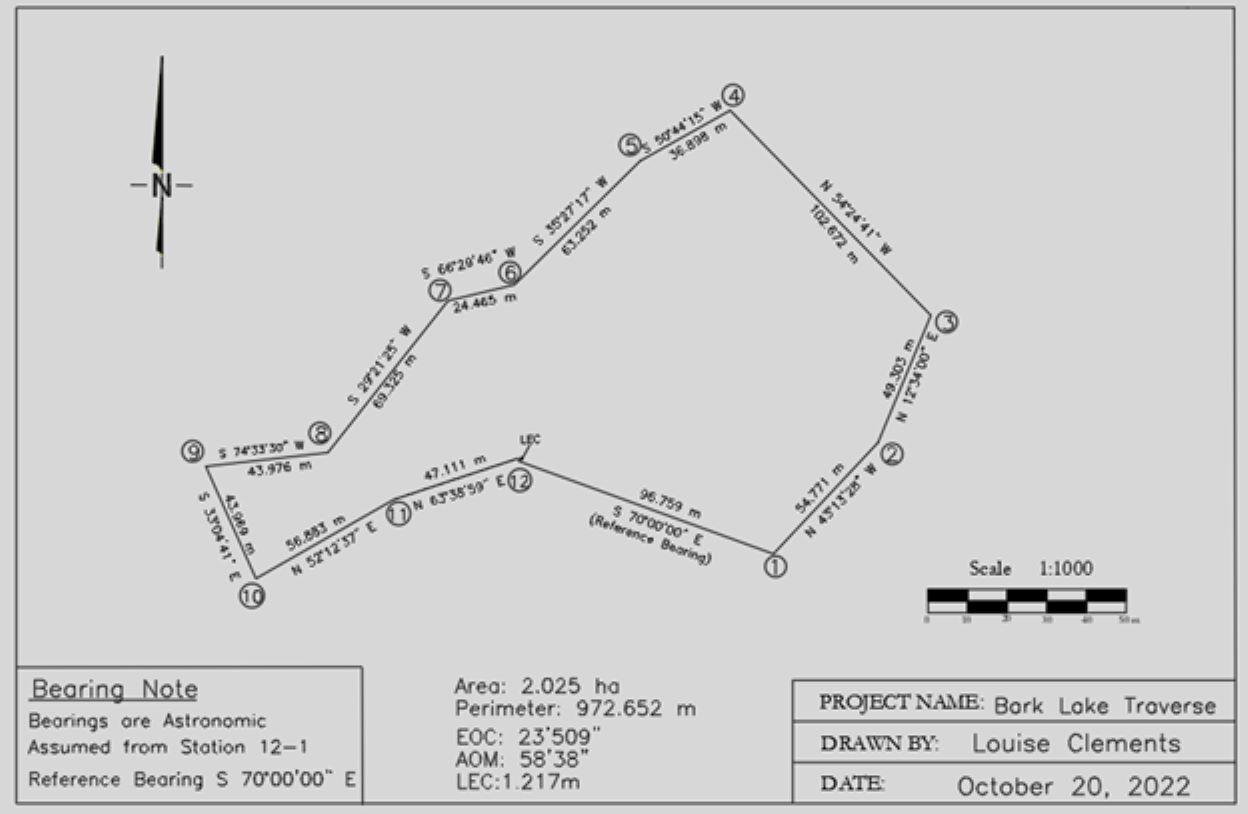 N
④
S 50°44'15" W
36.898 m
⑤
N 54°24'41" W
102.672 m
S 35°27'17" W
63.252 m
S 66°29'46" W
⑥
⑦
24.465 m
③
49.303 m
N 12°34'00" E
S 29°21'25" W
69.325 m
⑧
⑨
S 74°33'30" W
43.976 m
LEC
②
47.111 m
N 63°38'59" E
⑫
54.771 m
N 43°13'28" W
43.969 m
S 33°04'41" E
96.759 m
S 70°00'00" E
(Reference Bearing)
⑪
56.883 m
N 52°12'37" E
①
⑩
Scale 1:1000
0 10 20 30 40 50 m
Bearing Note
Bearings are Astronomic
Assumed from Station 12-1
Reference Bearing S 70°00'00" E
Area: 2.025 ha
Perimeter: 972.652 m
EOC: 23'509"
AOM: 58'38"
LEC:1.217m
PROJECT NAME: Bark Lake Traverse
DRAWN BY: Louise Clements
DATE: October 20, 2022